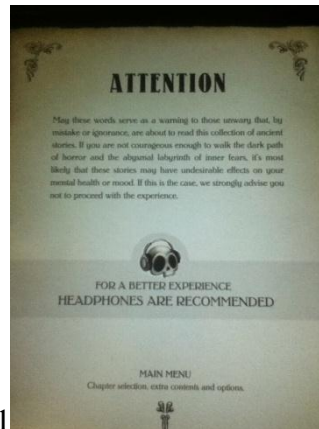 ATTENTION
May these words serve as a warning to those unwary that, by
mistake or ignorance, are about to read this collection of ancient
stories. If you are not courageous enough to walk the dark path
of horror and the abysmal labyrinth of inner fears, it's most
likely that these stories may have undesirable effects on your
mental health or mood. If this is the case, we strongly advise you
not to proceed with the experience.
FOR A BETTER EXPERIENCE
HEADPHONES ARE RECOMMENDED
MAIN MENU
Chapter selection, extra contents and options.
1